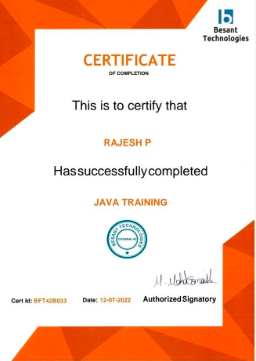 Besant
Technologies
CERTIFICATE
OF COMPLETION
This is to certify that
RAJESH P
Hassuccessfullycompleted
JAVA TRAINING
BESANT TECHNOLOGIES
Cert Id: BFT42B633
Date: 12-07-2022
Authorized Signatory